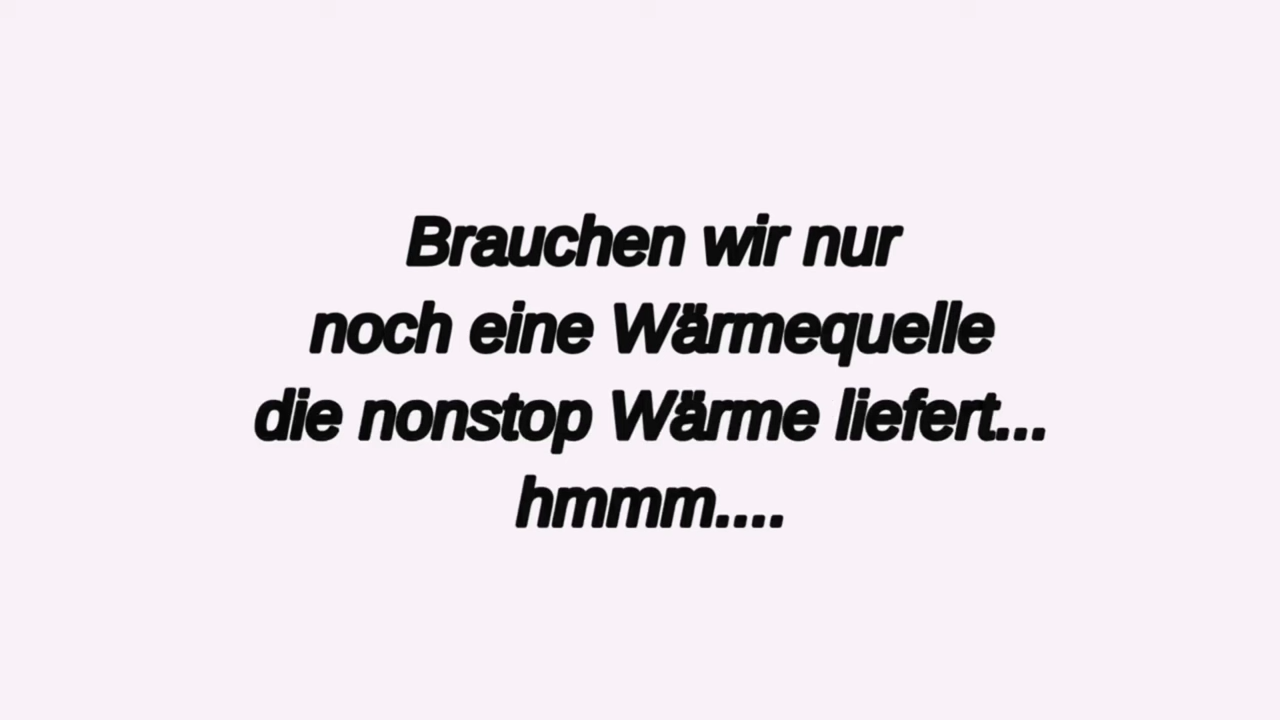 Brauchen wir nur
noch eine Wärmequelle
die nonstop Wärme liefert...
hmmm....